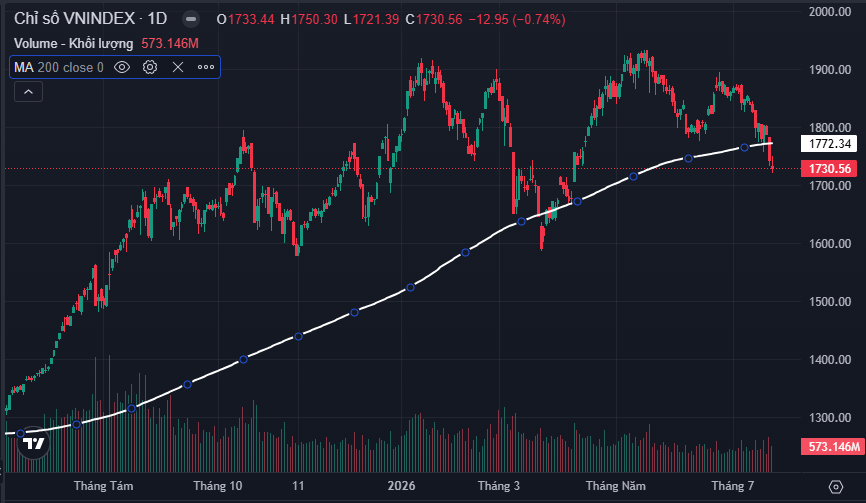 Chỉ số VNINDEX · 1D O1733.44 H1750.30 L1721.39 C1730.56 −12.95 (−0.74%)
Volume - Khối lượng 573.146M
MA 200 close 0
2000.00
1900.00
1800.00
1772.34
1730.56
1700.00
1600.00
1500.00
1400.00
1300.00
573.146M
Tháng Tám Tháng 10 11 2026 Tháng 3 Tháng Năm Tháng 7